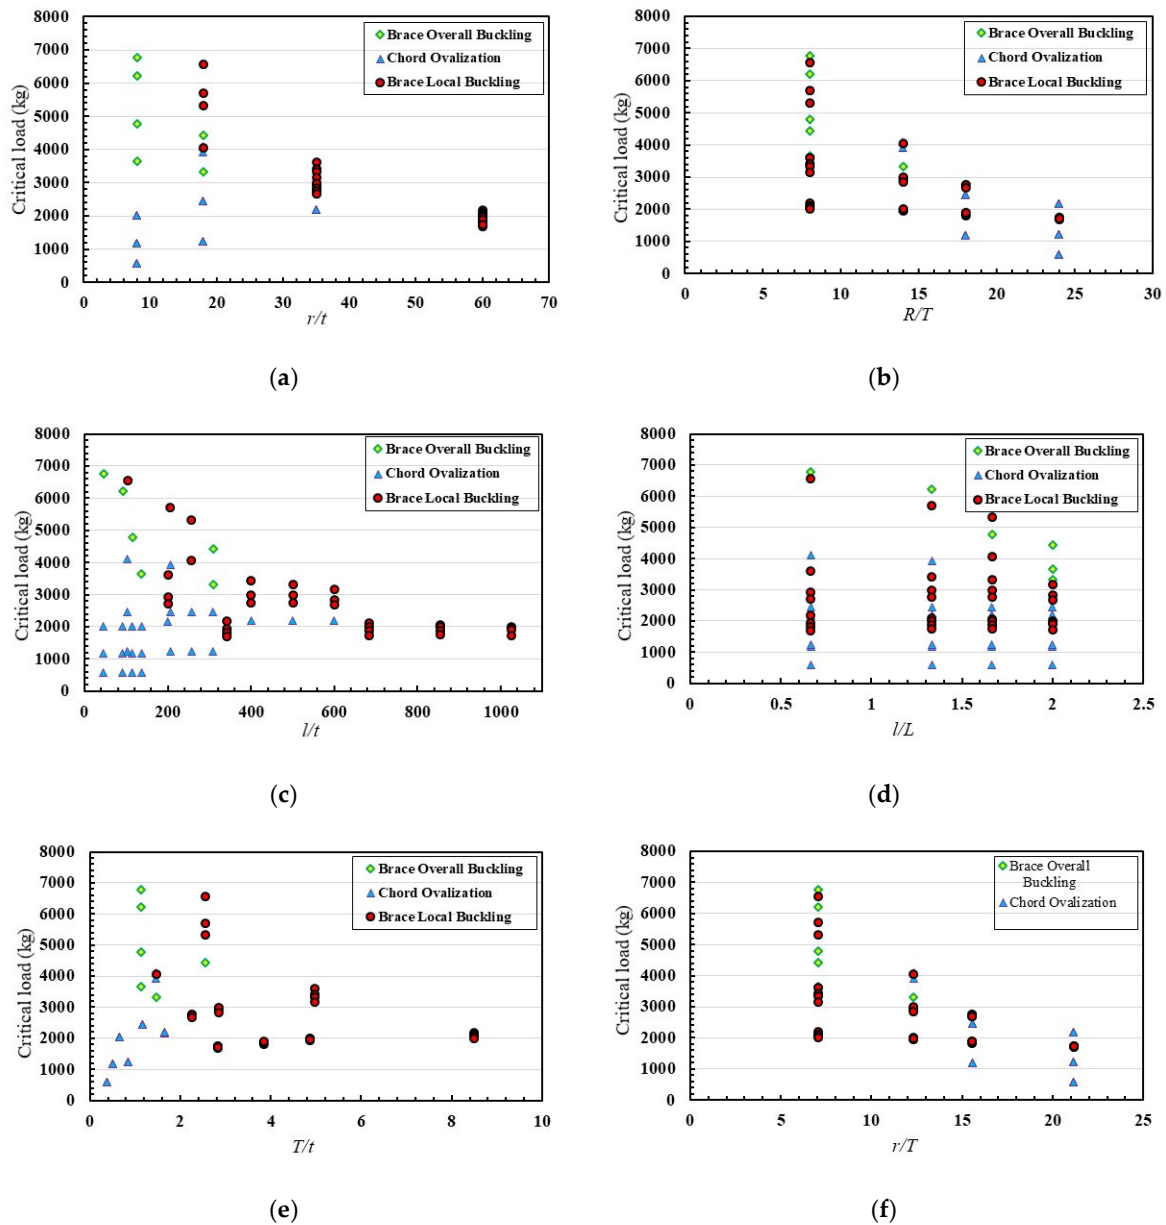 8000
7000
6000
5000
4000
3000
2000
1000
0
Critical load (kg)
Brace Overall Buckling
Chord Ovalization
Brace Local Buckling
0 10 20 30 40 50 60 70
r/t
(a)
8000
7000
6000
5000
4000
3000
2000
1000
0
Critical load (kg)
Brace Overall Buckling
Chord Ovalization
Brace Local Buckling
0 5 10 15 20 25 30
R/T
(b)
8000
7000
6000
5000
4000
3000
2000
1000
0
Critical load (kg)
Brace Overall Buckling
Chord Ovalization
Brace Local Buckling
0 200 400 600 800 1000
l/t
(c)
8000
7000
6000
5000
4000
3000
2000
1000
0
Critical load (kg)
Brace Overall Buckling
Chord Ovalization
Brace Local Buckling
0 0.5 1 1.5 2 2.5
l/L
(d)
8000
7000
6000
5000
4000
3000
2000
1000
0
Critical load (kg)
Brace Overall Buckling
Chord Ovalization
Brace Local Buckling
0 2 4 6 8 10
T/t
(e)
8000
7000
6000
5000
4000
3000
2000
1000
0
Critical load (kg)
Brace Overall
Buckling
Chord Ovalization
0 5 10 15 20 25
r/T
(f)